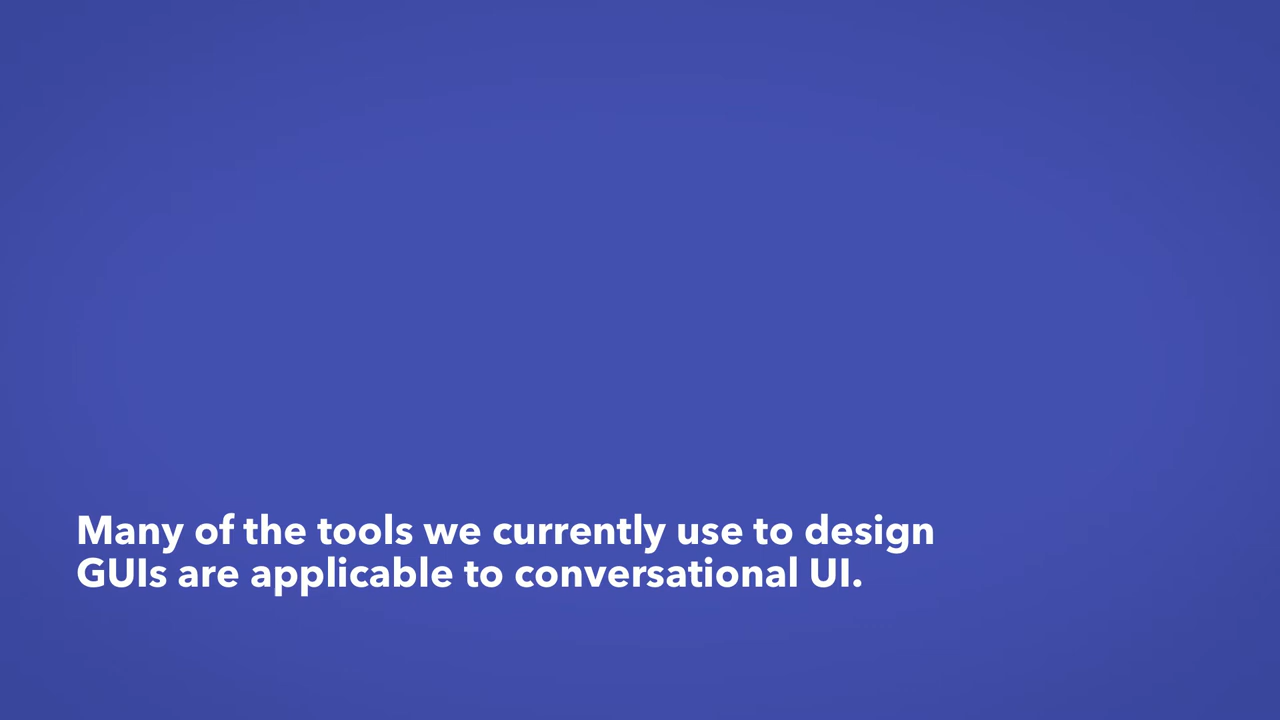 Many of the tools we currently use to design
GUIs are applicable to conversational UI.